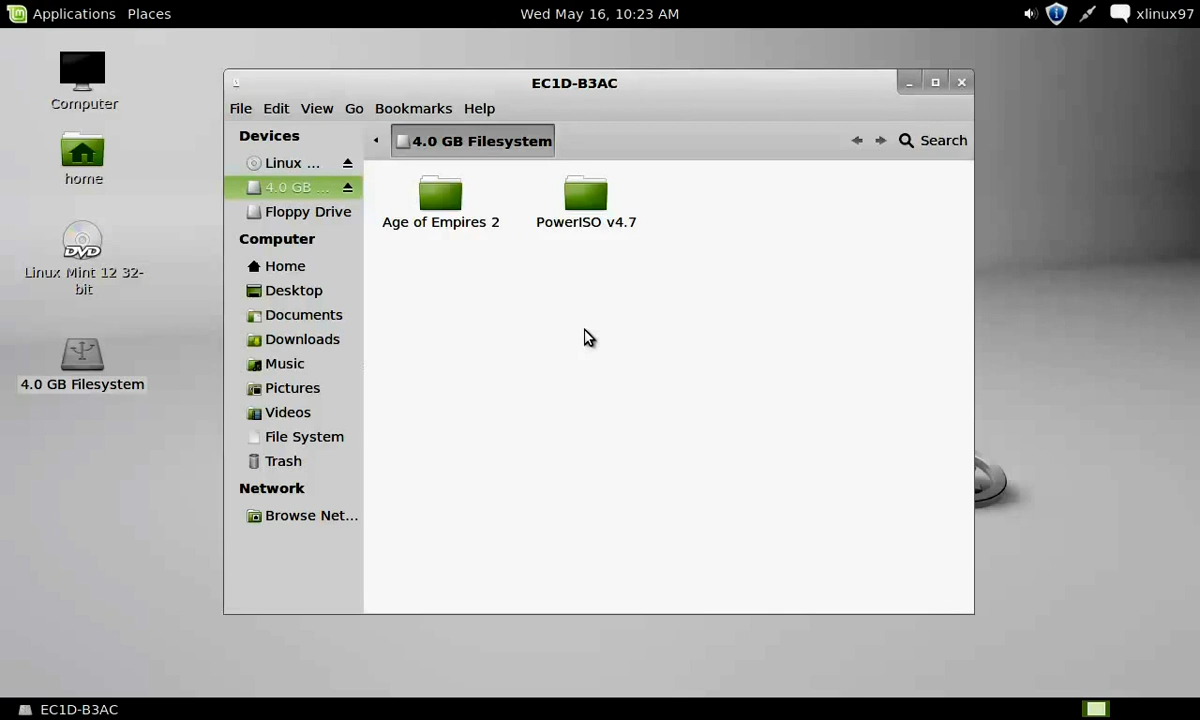 Applications Places
Wed May 16, 10:23 AM
xlinux97
Computer
home
Linux Mint 12 32-
bit
4.0 GB Filesystem
EC1D-B3AC
File Edit View Go Bookmarks Help
Devices
Linux ...
4.0 GB ...
Floppy Drive
Computer
Home
Desktop
Documents
Downloads
Music
Pictures
Videos
File System
Trash
Network
Browse Net...
4.0 GB Filesystem
Search
Age of Empires 2
PowerISO v4.7
DVD
EC1D-B3AC